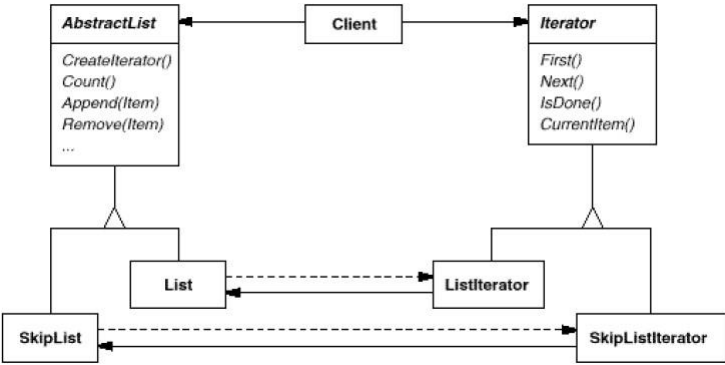 AbstractList
Client
Iterator
CreateIterator()
Count()
Append(Item)
Remove(Item)
...
First()
Next()
IsDone()
CurrentItem()
List
ListIterator
SkipList
SkipListIterator